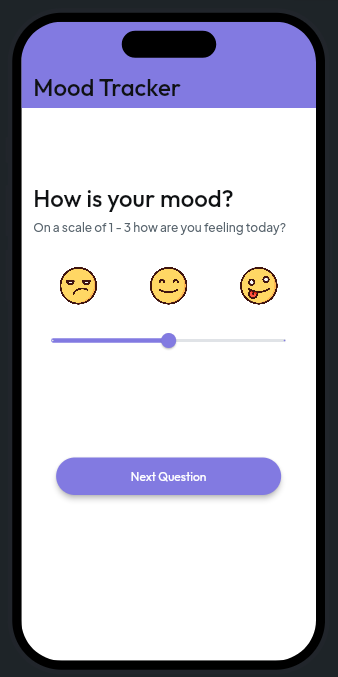 Mood Tracker
How is your mood?
On a scale of 1 - 3 how are you feeling today?
Next Question